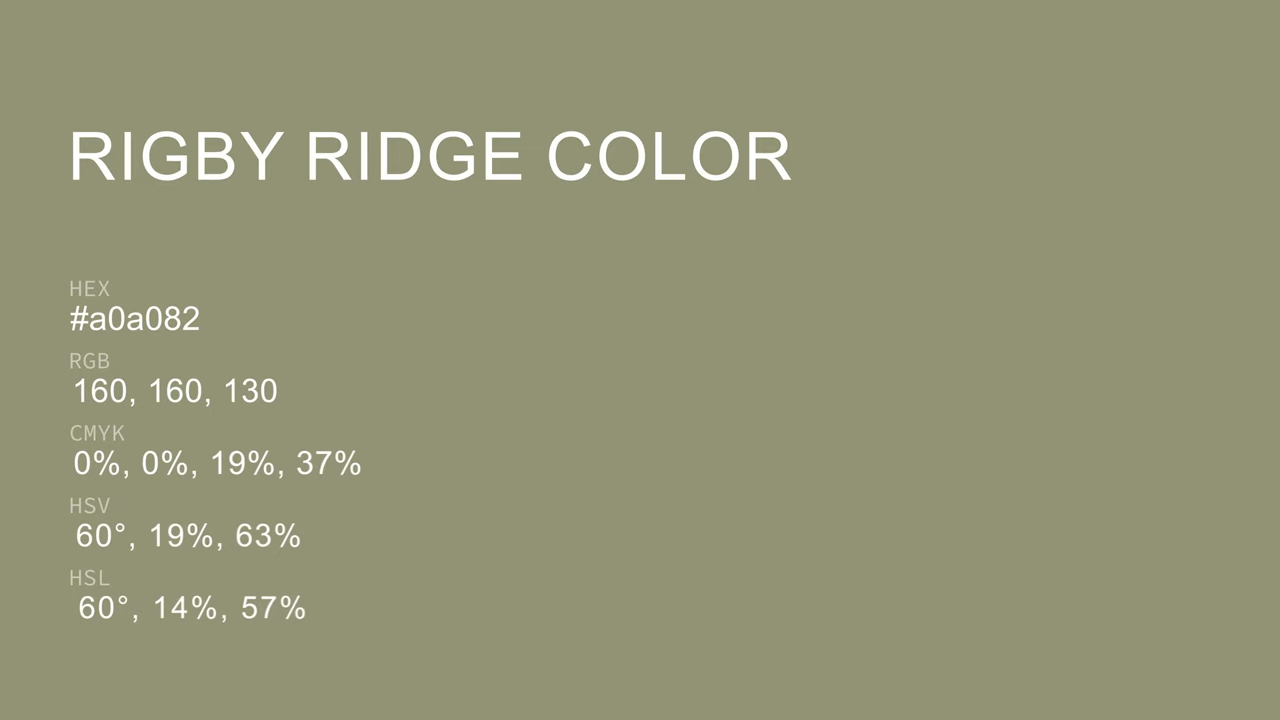 RIGBY RIDGE COLOR
HEX
#a0a082
RGB
160, 160, 130
CMYK
0%, 0%, 19%, 37%
HSV
60°, 19%, 63%
HSL
60°, 14%, 57%